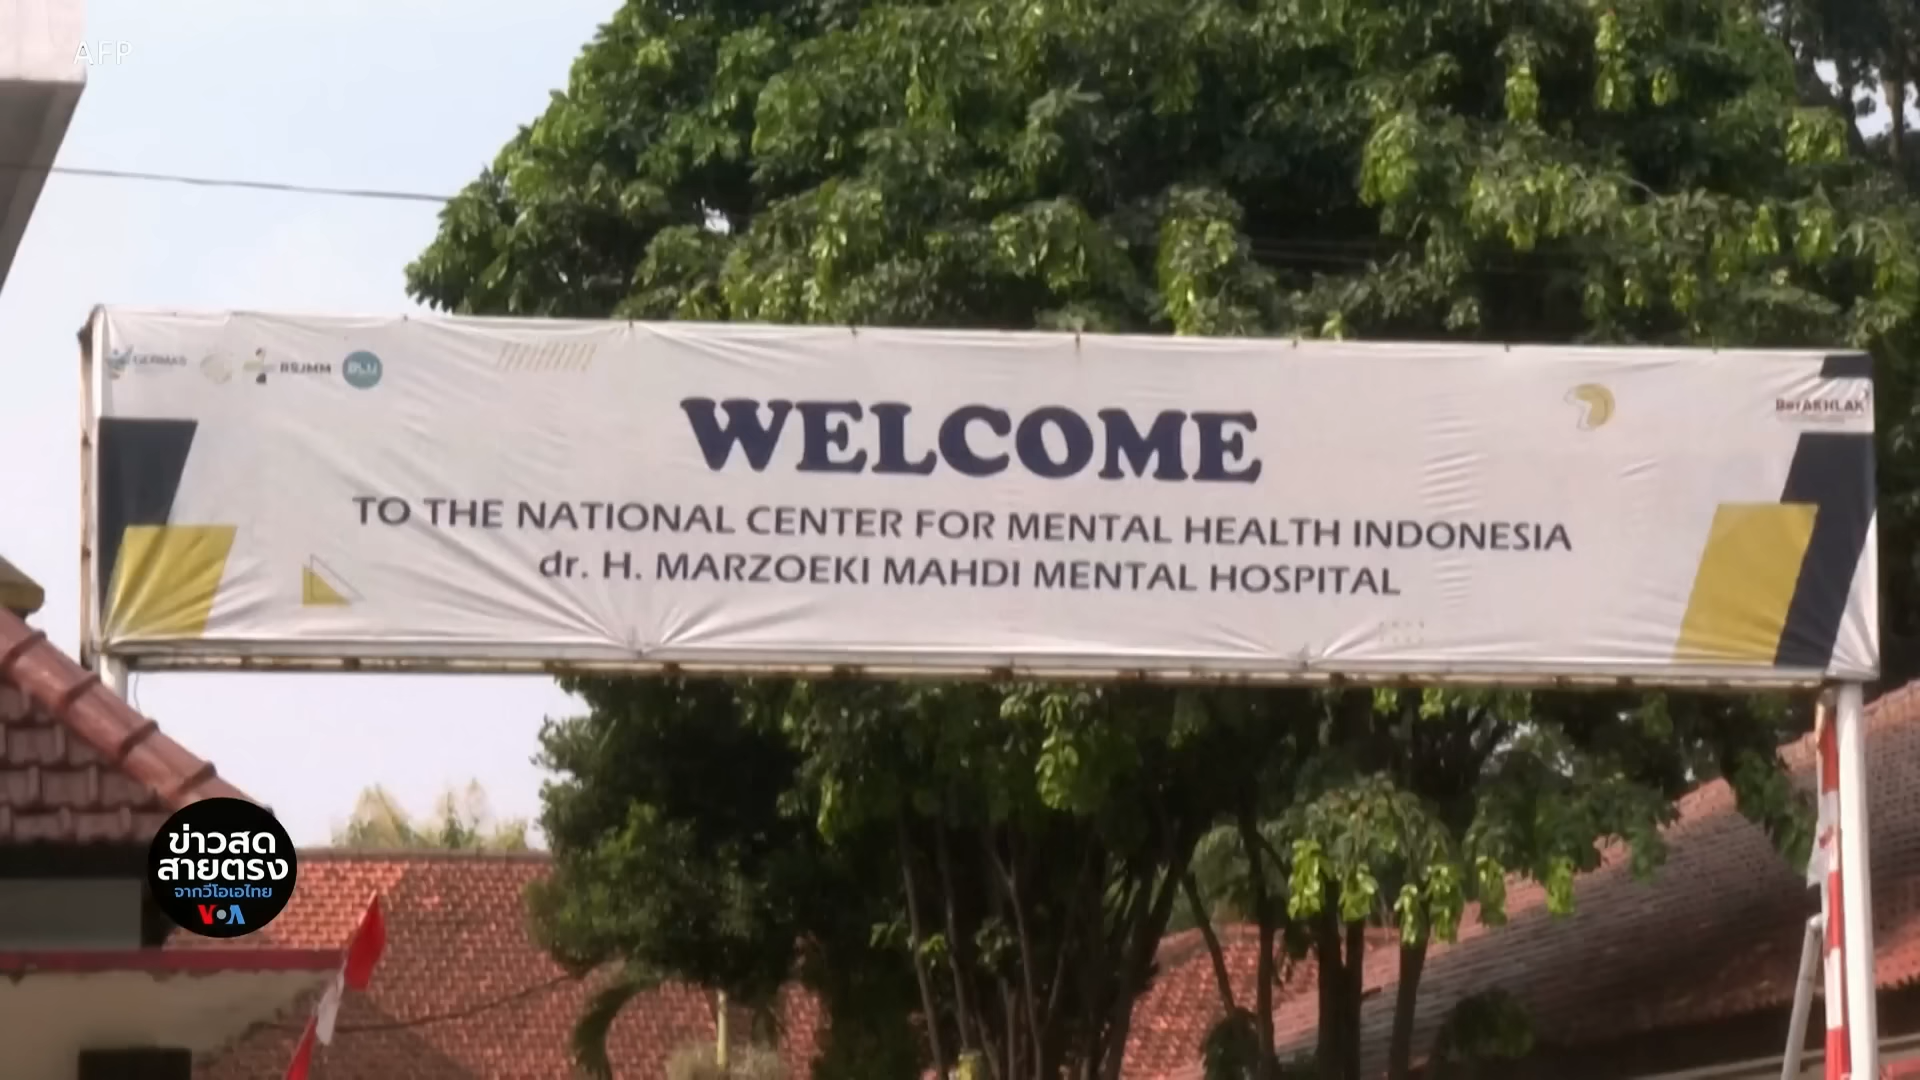 AFP
GERMAS
RSJMM
BLU
BerAKHLAK
WELCOME
TO THE NATIONAL CENTER FOR MENTAL HEALTH INDONESIA
dr. H. MARZOEKI MAHDI MENTAL HOSPITAL
ข่าวสด
สายตรง
จากวีโอเอไทย
VOA